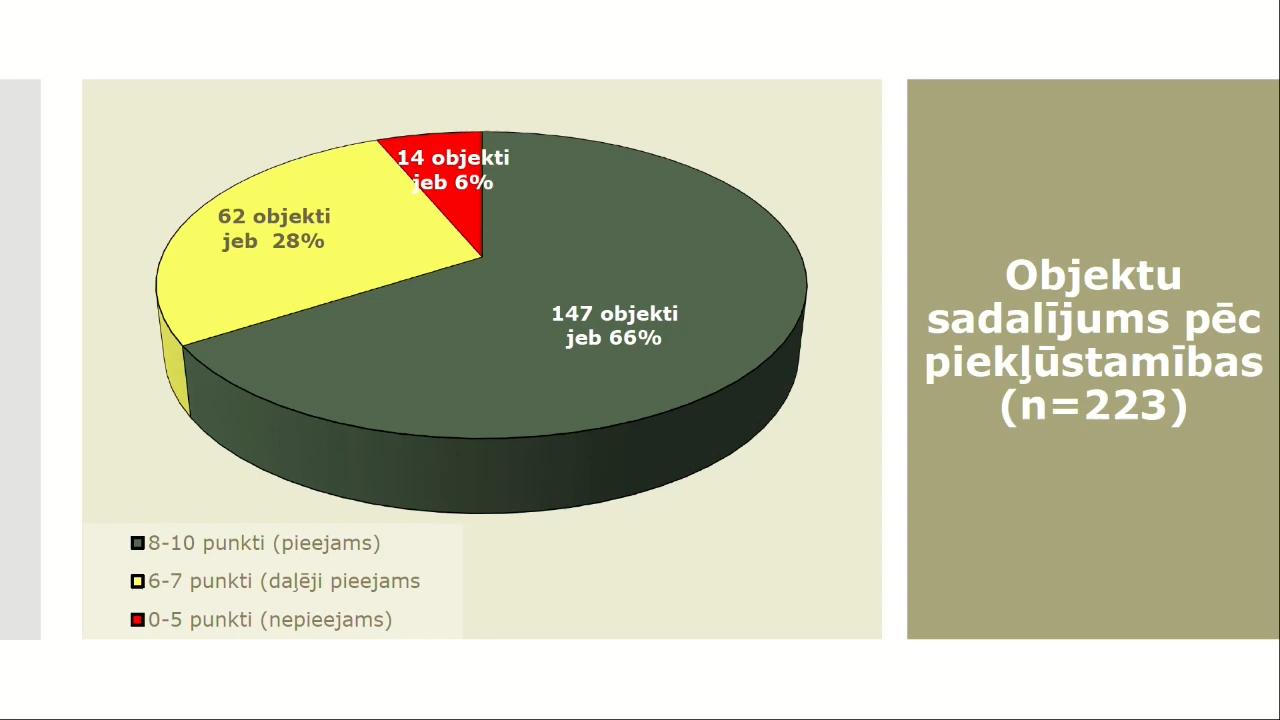 14 objekti
jeb 6%
62 objekti
jeb 28%
147 objekti
jeb 66%
8-10 punkti (pieejams)
6-7 punkti (daļēji pieejams
0-5 punkti (nepieejams)
Objektu
sadalījums pēc
piekļūstamības
(n=223)